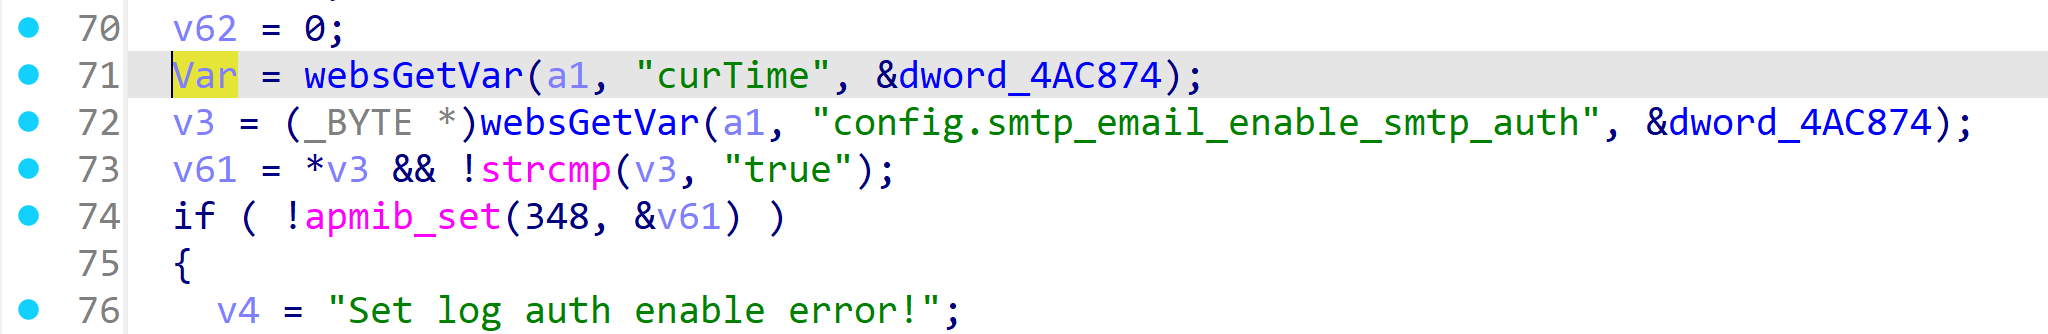 70 v62 = 0;
71 Var = websGetVar(a1, "curTime", &dword_4AC874);
72 v3 = (_BYTE *)websGetVar(a1, "config.smtp_email_enable_smtp_auth", &dword_4AC874);
73 v61 = *v3 && !strcmp(v3, "true");
74 if ( !apmib_set(348, &v61) )
75 {
76 v4 = "Set log auth enable error!";